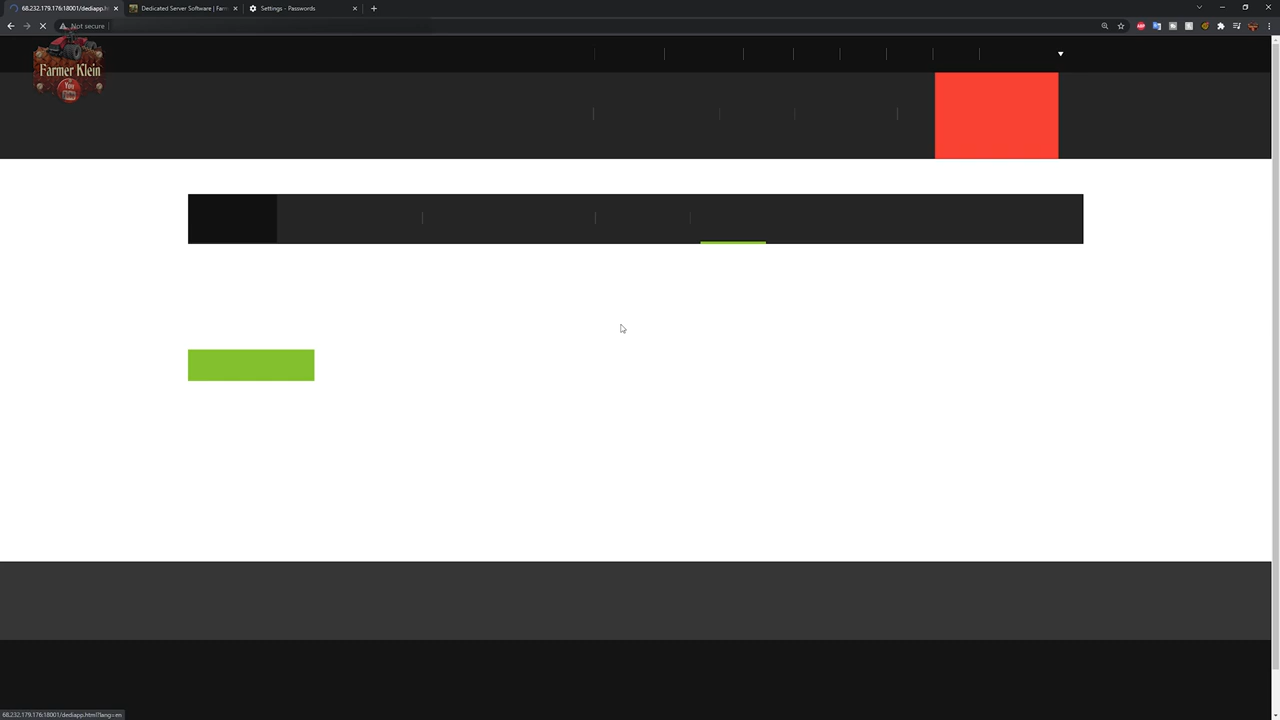 68.232.179.176:18001/dediapp.h
Dedicated Server Software | Farm
Settings - Passwords
Not secure
Farmer Klein
You
Tube
68.232.179.176:18001/dediapp.html?lang=en